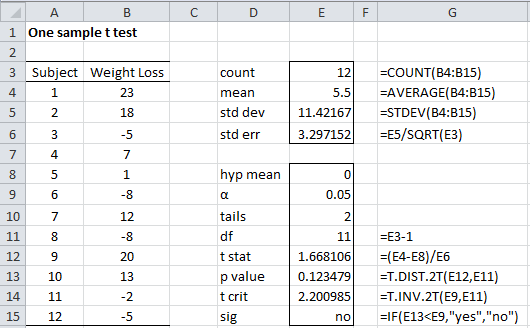 A B C D E F G
1 One sample t test
2
3 Subject Weight Loss count 12 =COUNT(B4:B15)
4 1 23 mean 5.5 =AVERAGE(B4:B15)
5 2 18 std dev 11.42167 =STDEV(B4:B15)
6 3 -5 std err 3.297152 =E5/SQRT(E3)
7 4 7
8 5 1 hyp mean 0
9 6 -8 α 0.05
10 7 12 tails 2
11 8 -8 df 11 =E3-1
12 9 20 t stat 1.668106 =(E4-E8)/E6
13 10 13 p value 0.123479 =T.DIST.2T(E12,E11)
14 11 -2 t crit 2.200985 =T.INV.2T(E9,E11)
15 12 -5 sig no =IF(E13<E9,"yes","no")